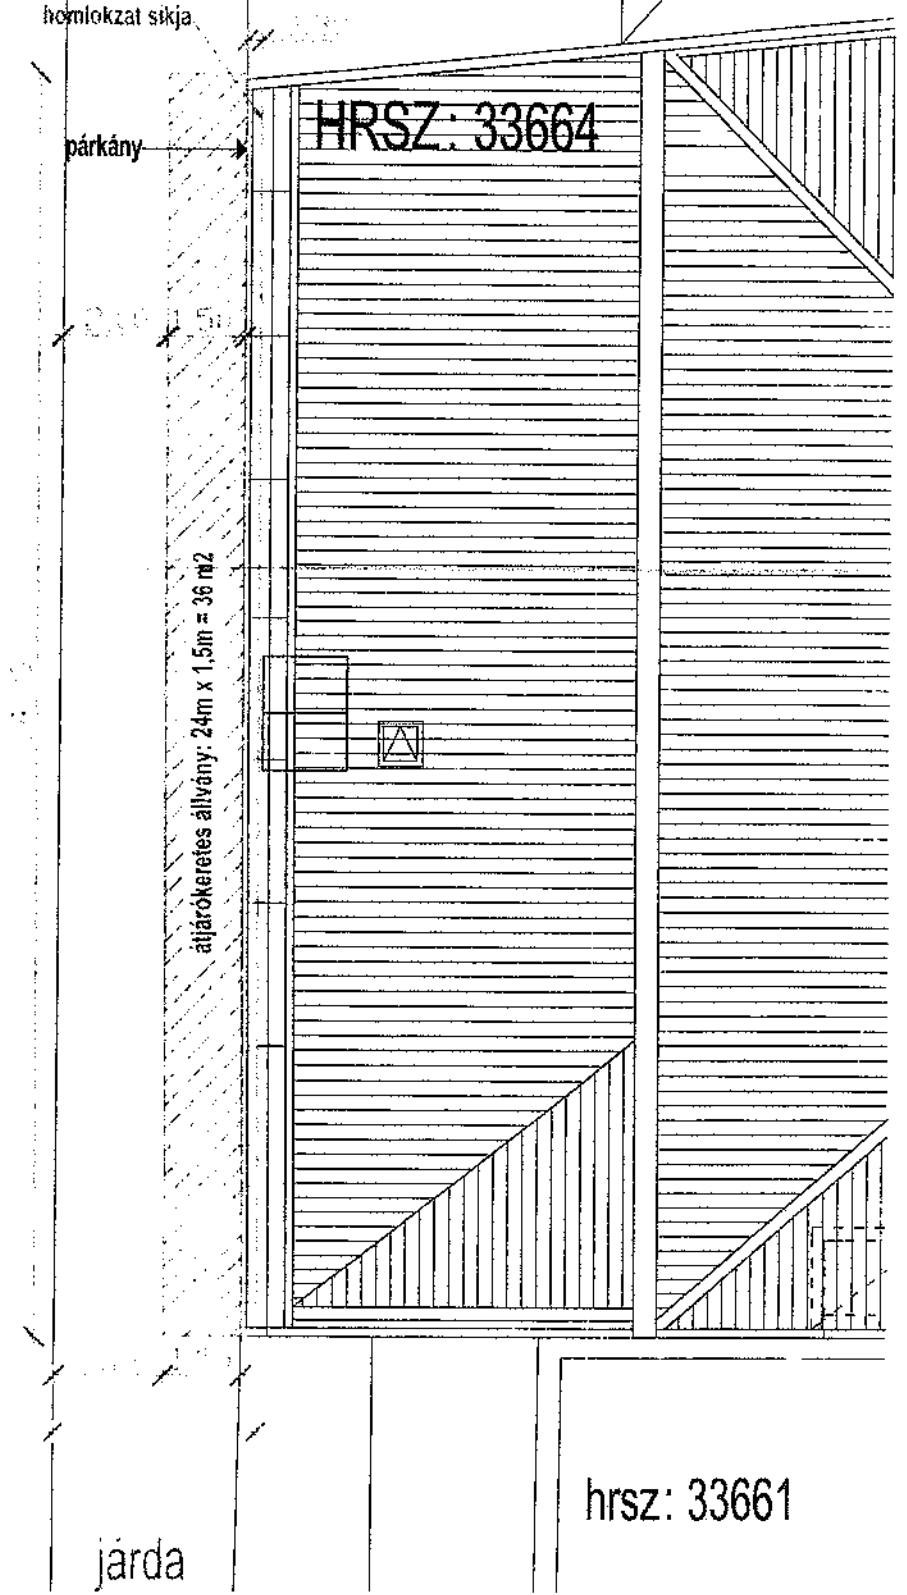 homlokzat síkja
HRSZ.: 33664
párkány
1,5m
átjárókeretes állvány: 24m x 1,5m = 36 m2
hrsz: 33661
járda